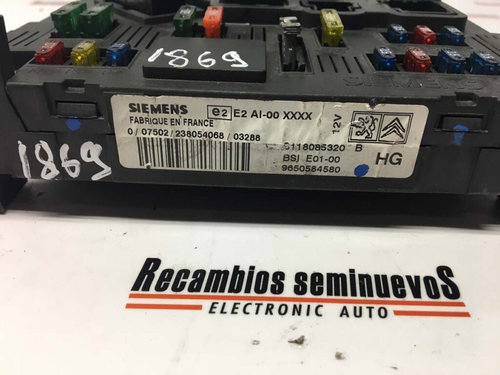 1869
SIEMENS e2 E2 AI-00 XXXX
FABRIQUE EN FRANCE
0/07502/238054068/03288
12V
S118085320 B
BSI E01-00 HG
9650584580
1869
Recambios seminuevoS
ELECTRONIC AUTO